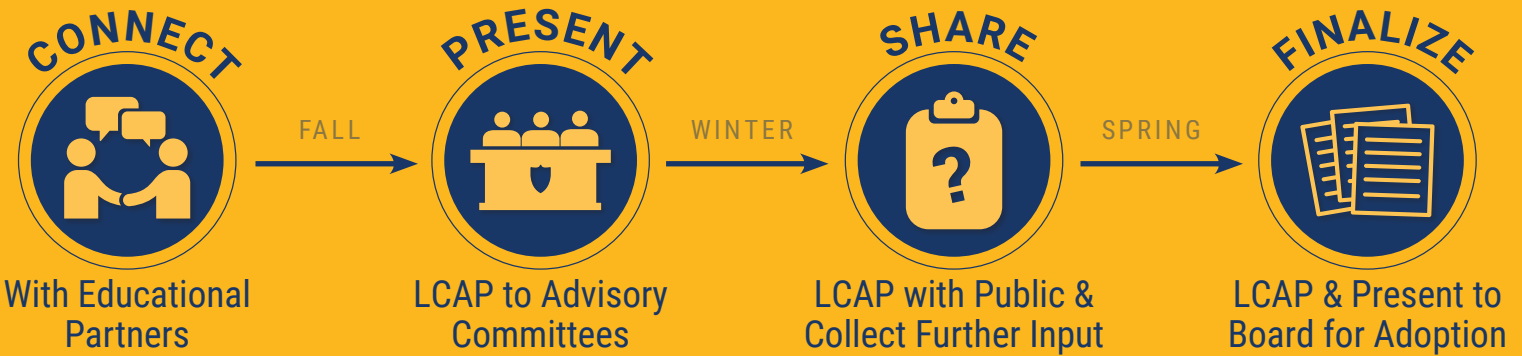 CONNECT
With Educational
Partners
FALL
PRESENT
LCAP to Advisory
Committees
WINTER
SHARE
?
LCAP with Public &
Collect Further Input
SPRING
FINALIZE
LCAP & Present to
Board for Adoption